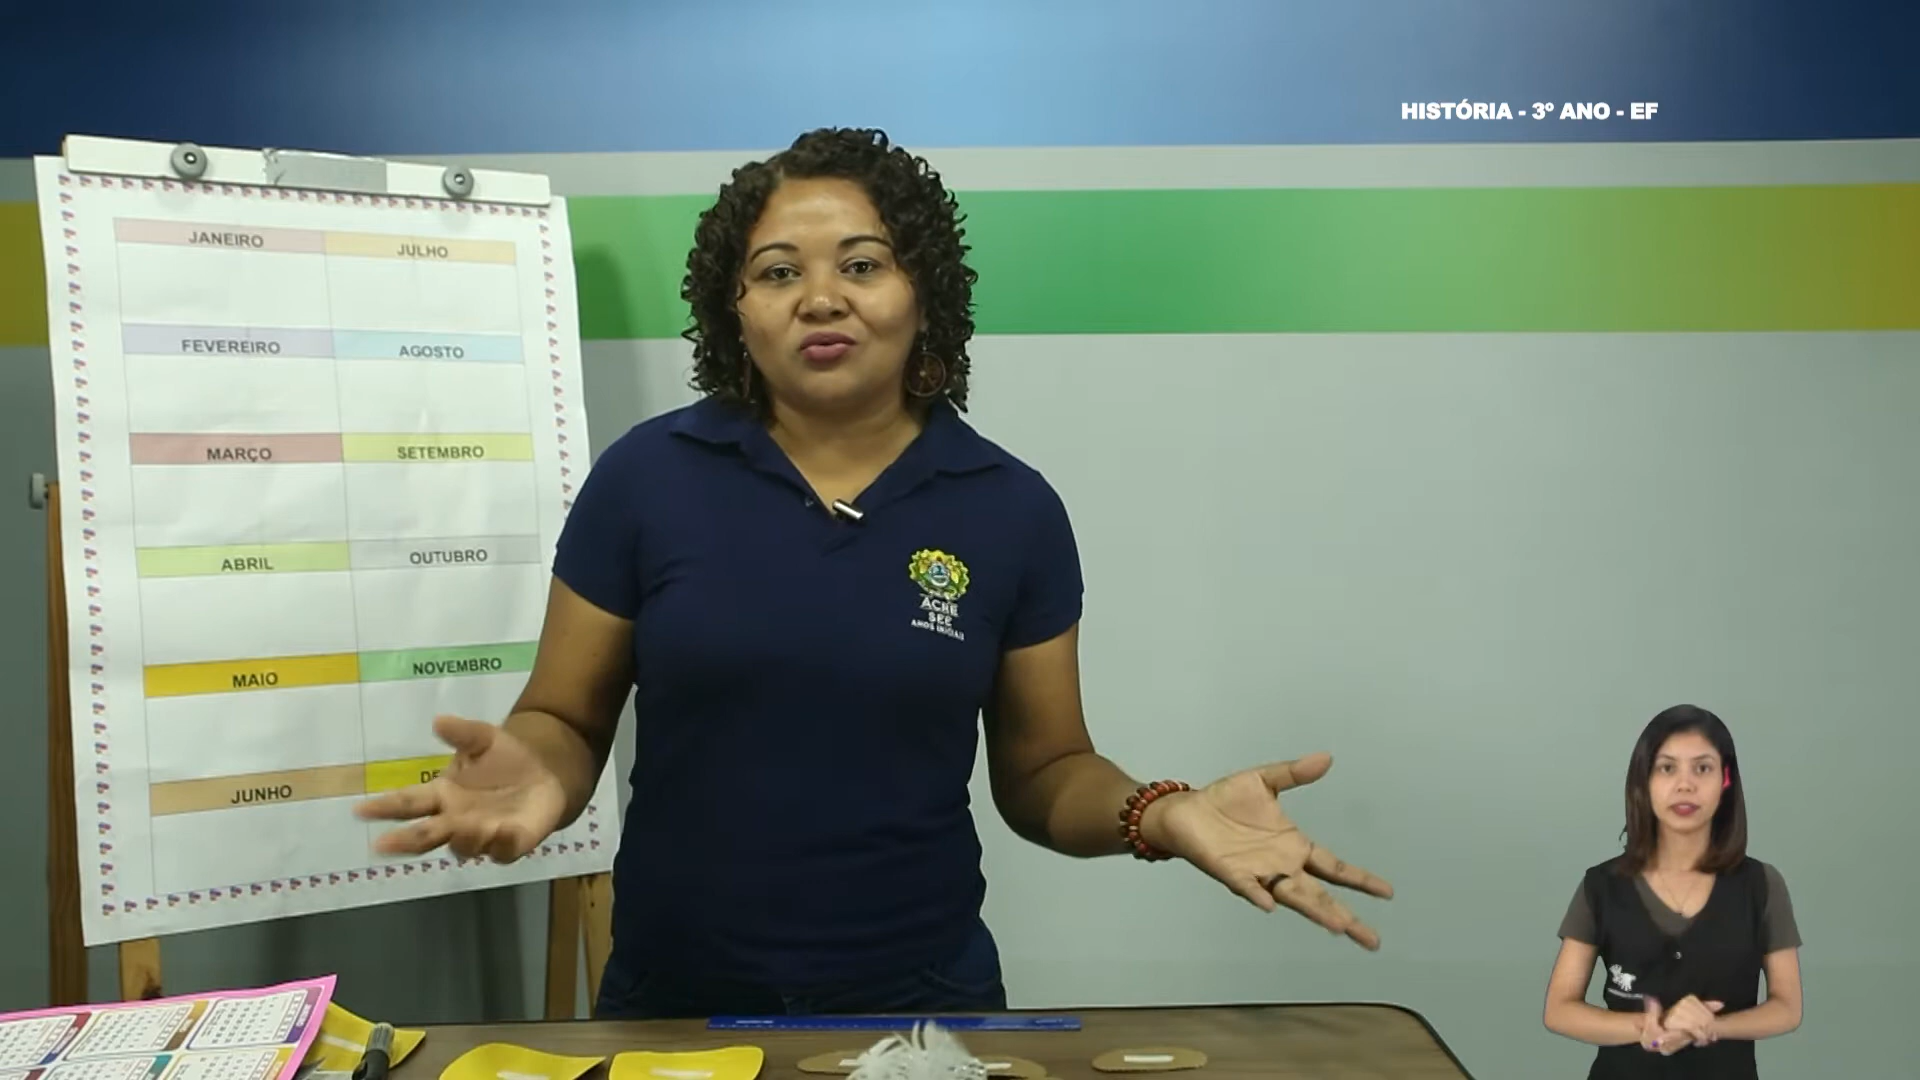 HISTÓRIA - 3º ANO - EF
JANEIRO
JULHO
FEVEREIRO
AGOSTO
MARÇO
SETEMBRO
ABRIL
OUTUBRO
MAIO
NOVEMBRO
JUNHO
DE
ACRE
SEE
ANOS INICIAIS